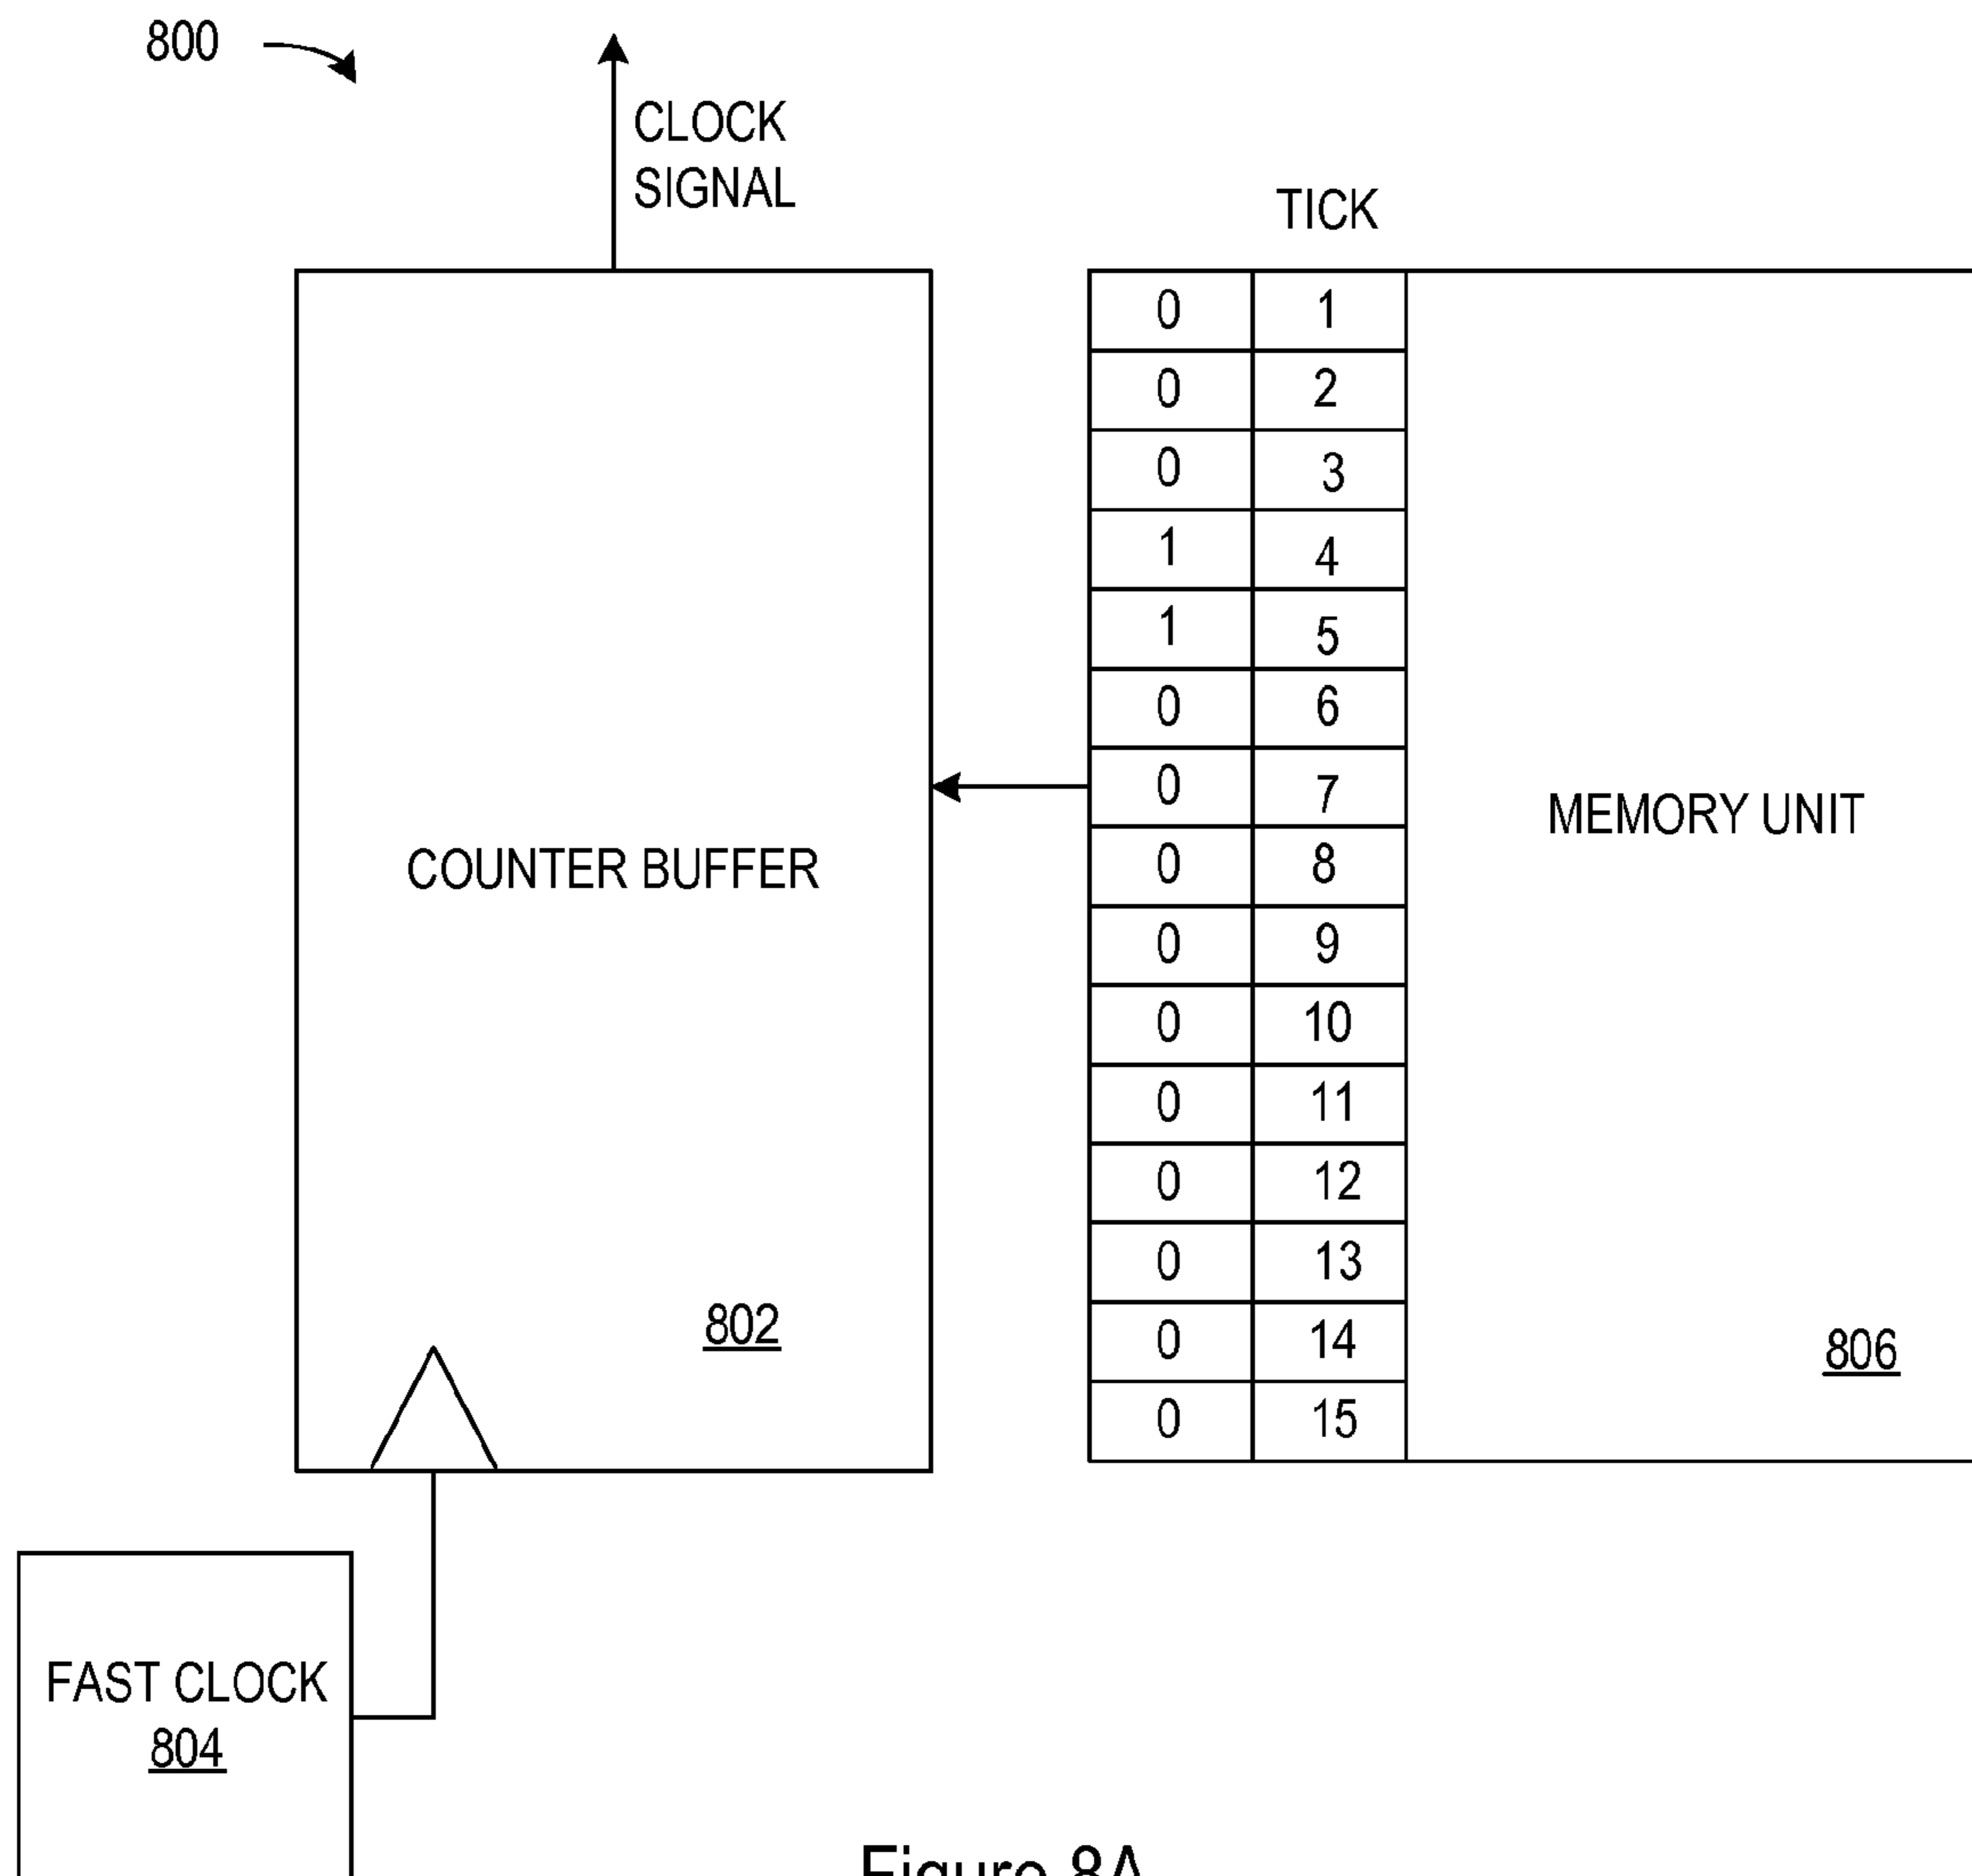 800
CLOCK
SIGNAL
TICK
0 1
0 2
0 3
1 4
1 5
0 6
0 7
0 8
0 9
0 10
0 11
0 12
0 13
0 14
0 15
MEMORY UNIT
806
COUNTER BUFFER
802
FAST CLOCK
804
Figure 8A